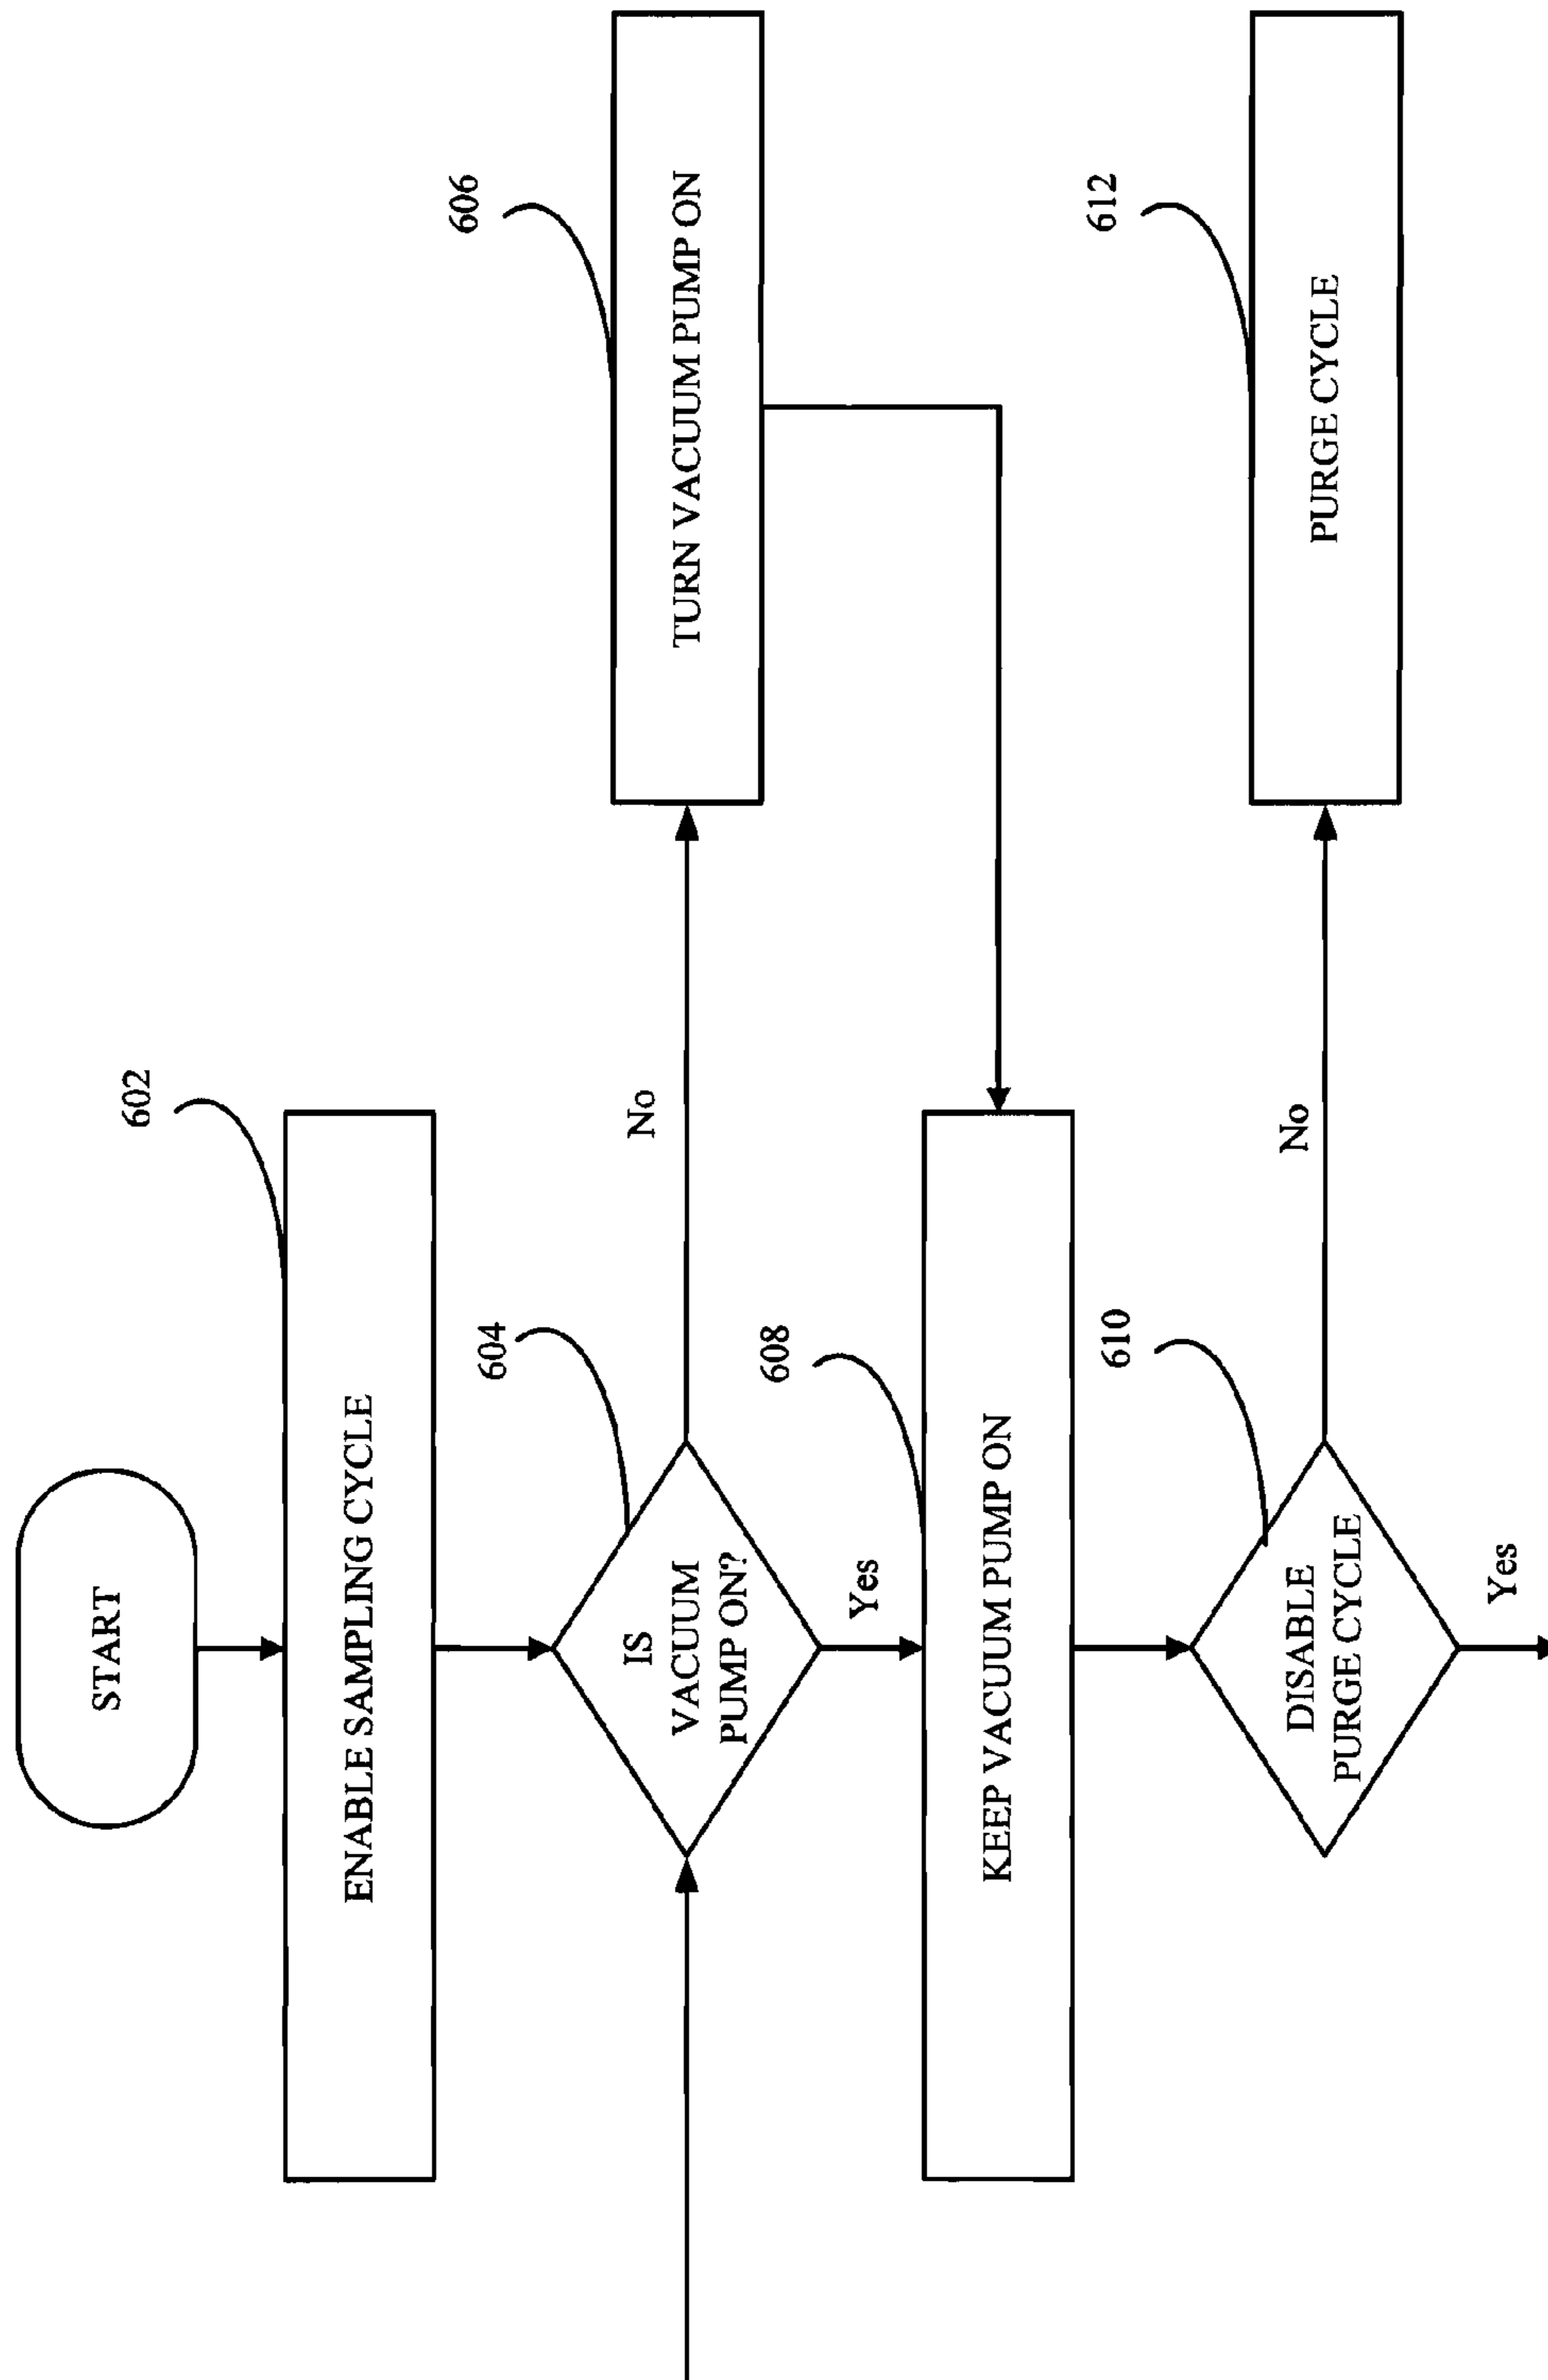 START
602
ENABLE SAMPLING CYCLE
604
IS
VACUUM
PUMP ON?
No
606
TURN VACUUM PUMP ON
Yes
608
KEEP VACUUM PUMP ON
610
DISABLE
PURGE CYCLE
No
612
PURGE CYCLE
Yes